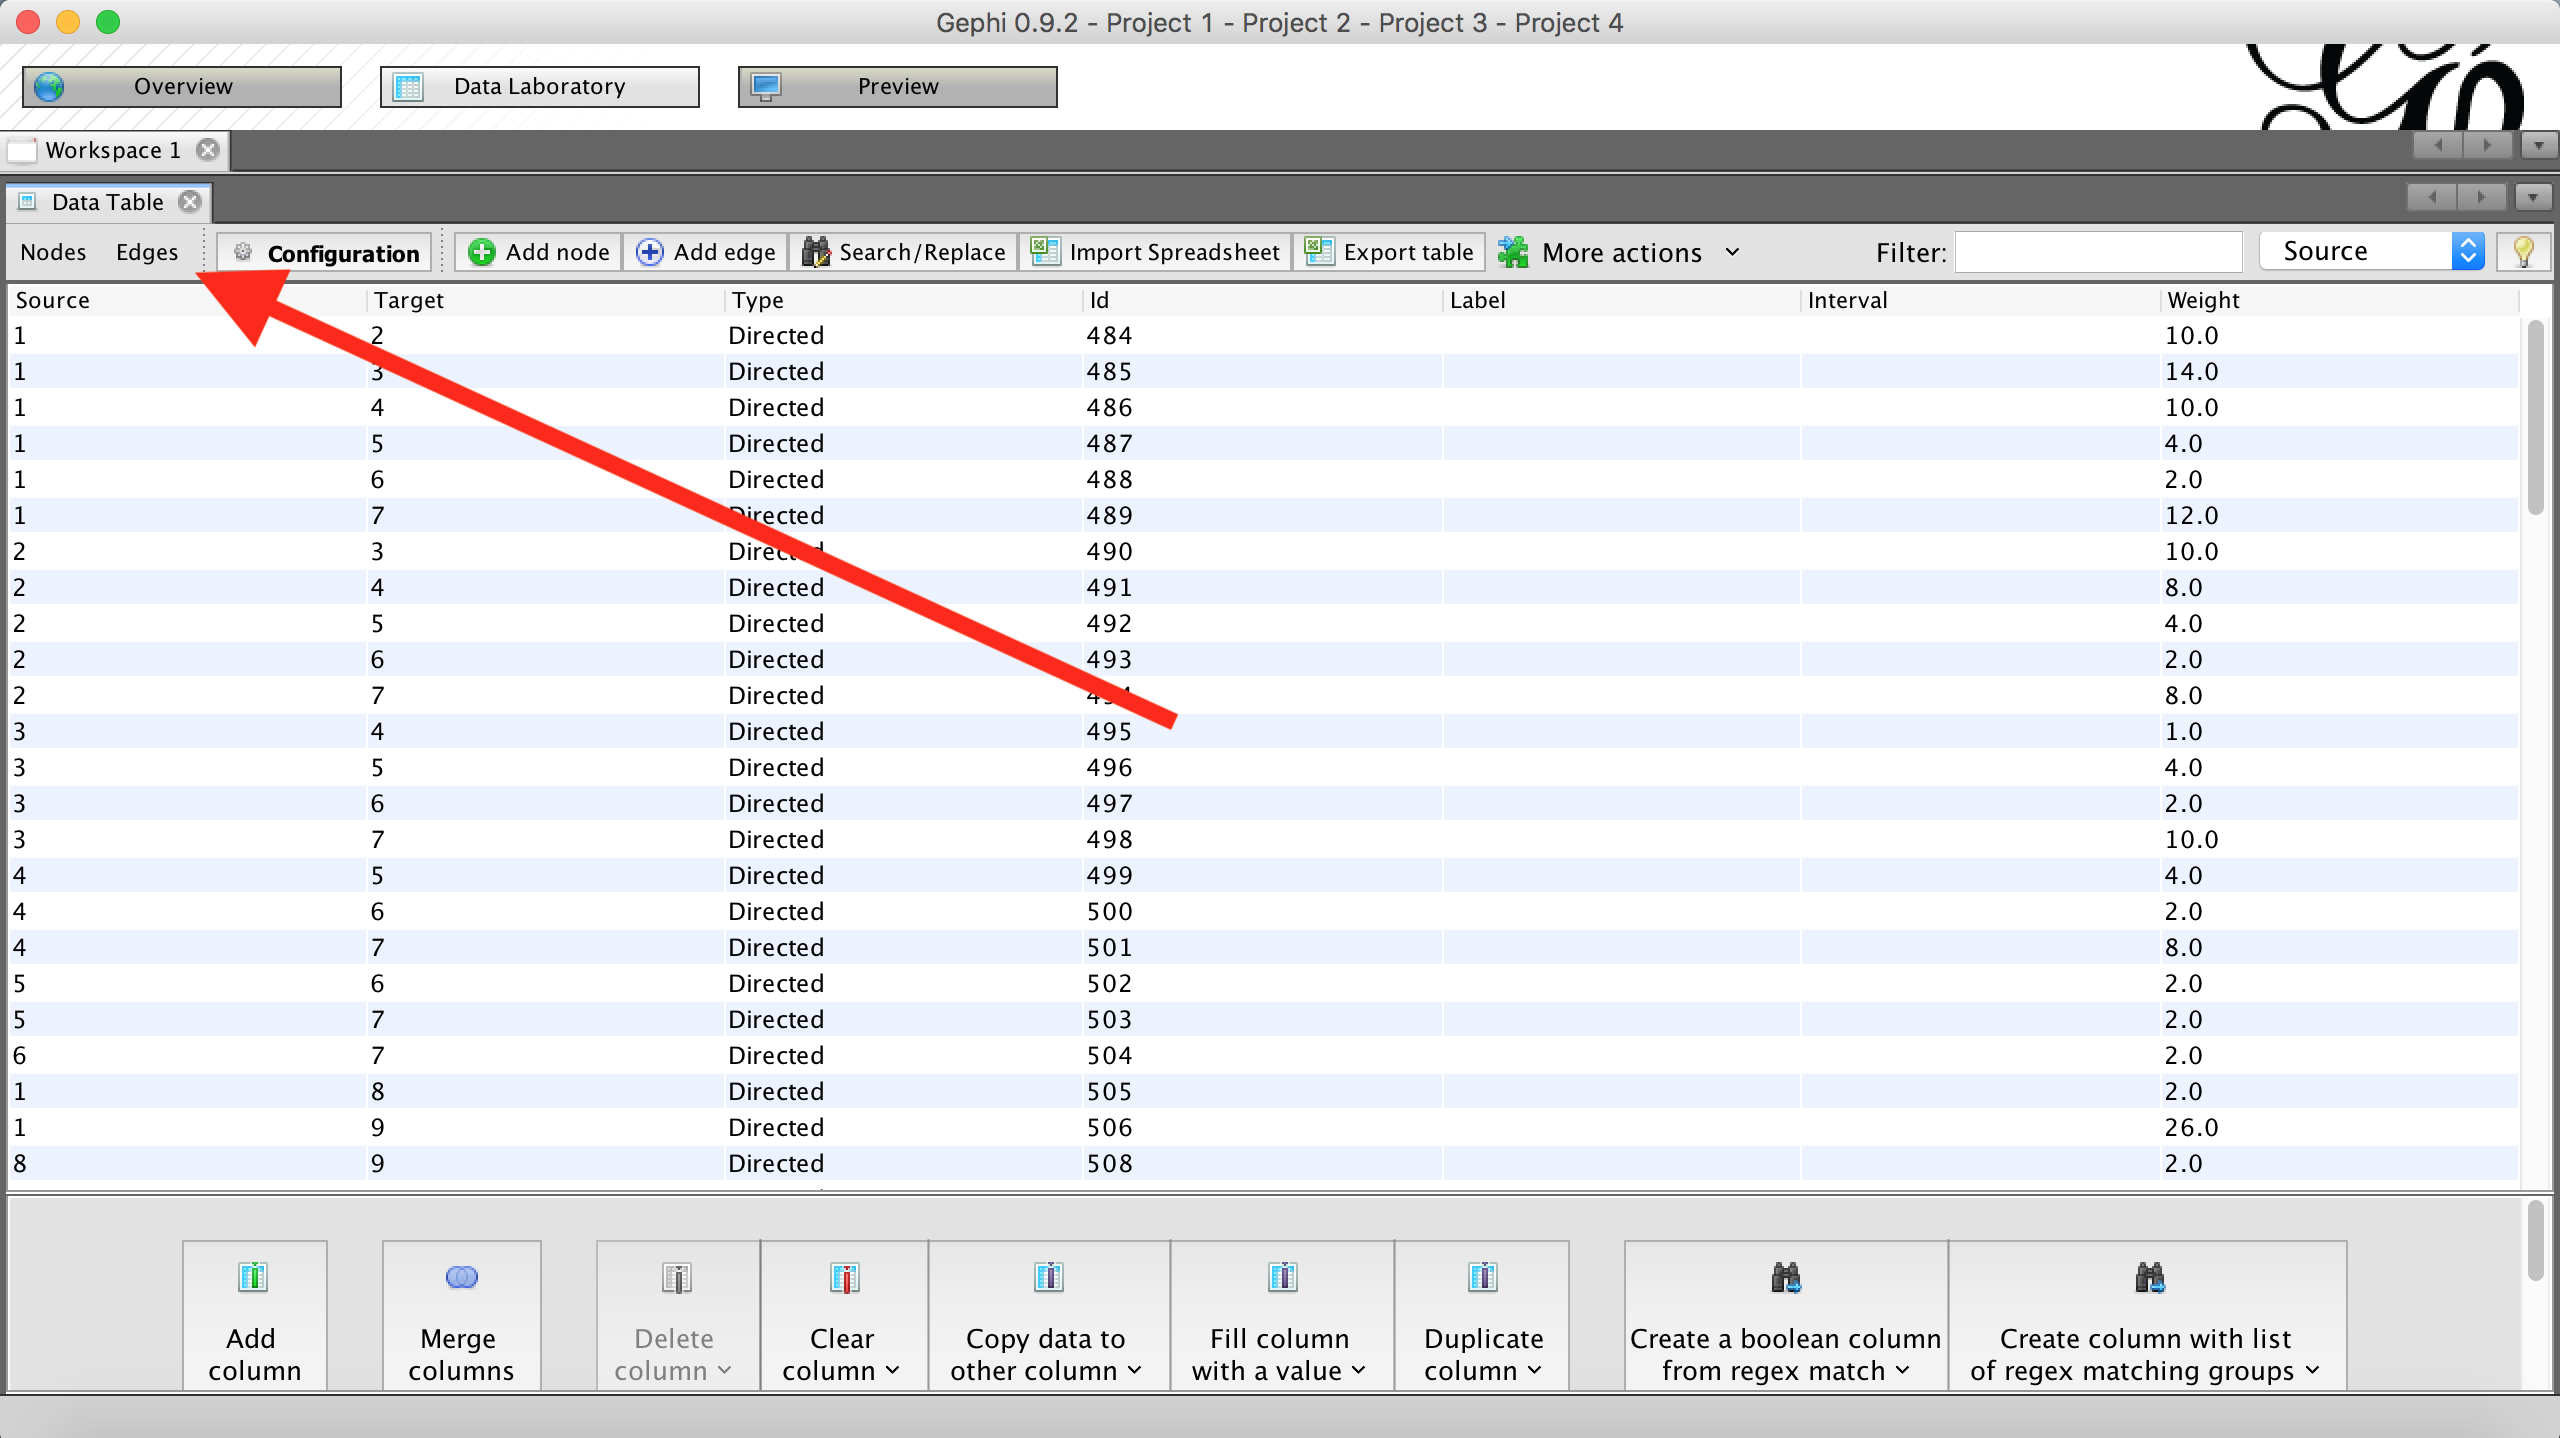 Gephi 0.9.2 - Project 1 - Project 2 - Project 3 - Project 4
Overview Data Laboratory Preview
Workspace 1
Data Table
Nodes Edges Configuration Add node Add edge Search/Replace Import Spreadsheet Export table More actions Filter: Source
Source Target Type Id Label Interval Weight
1 2 Directed 484 10.0
1 3 Directed 485 14.0
1 4 Directed 486 10.0
1 5 Directed 487 4.0
1 6 Directed 488 2.0
1 7 Directed 489 12.0
2 3 Directed 490 10.0
2 4 Directed 491 8.0
2 5 Directed 492 4.0
2 6 Directed 493 2.0
2 7 Directed 494 8.0
3 4 Directed 495 1.0
3 5 Directed 496 4.0
3 6 Directed 497 2.0
3 7 Directed 498 10.0
4 5 Directed 499 4.0
4 6 Directed 500 2.0
4 7 Directed 501 8.0
5 6 Directed 502 2.0
5 7 Directed 503 2.0
6 7 Directed 504 2.0
1 8 Directed 505 2.0
1 9 Directed 506 26.0
8 9 Directed 508 2.0
Add column
Merge columns
Delete column
Clear column
Copy data to other column
Fill column with a value
Duplicate column
Create a boolean column from regex match
Create column with list of regex matching groups